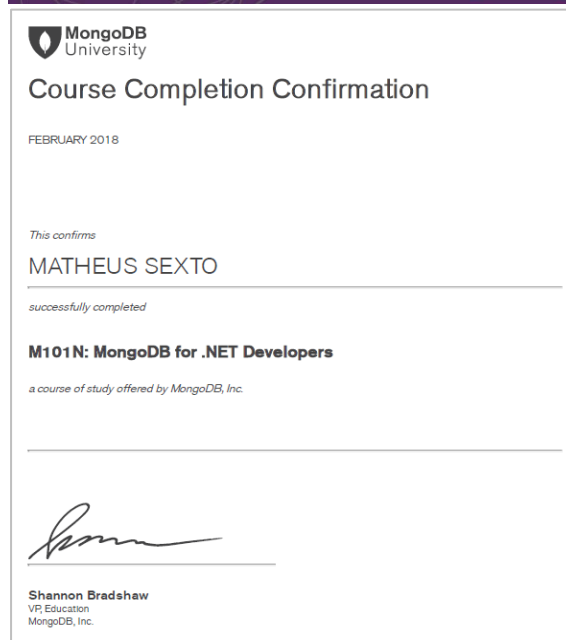 MongoDB
University
Course Completion Confirmation
FEBRUARY 2018
This confirms
MATHEUS SEXTO
successfully completed
M101N: MongoDB for .NET Developers
a course of study offered by MongoDB, Inc.
Shannon Bradshaw
VP, Education
MongoDB, Inc.